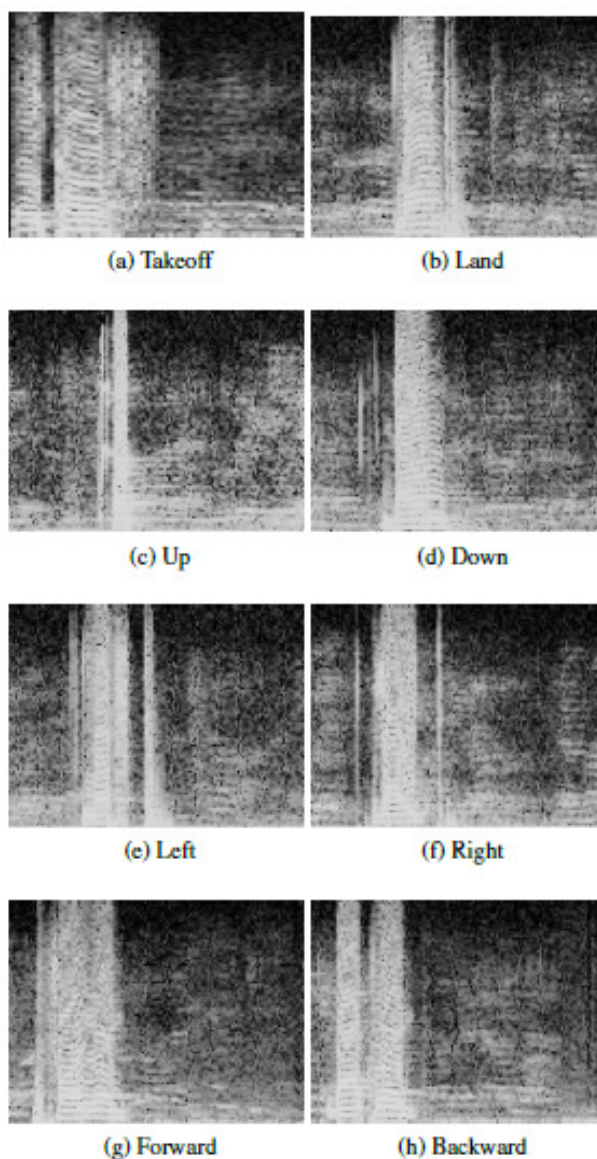 (a) Takeoff
(b) Land
(c) Up
(d) Down
(e) Left
(f) Right
(g) Forward
(h) Backward